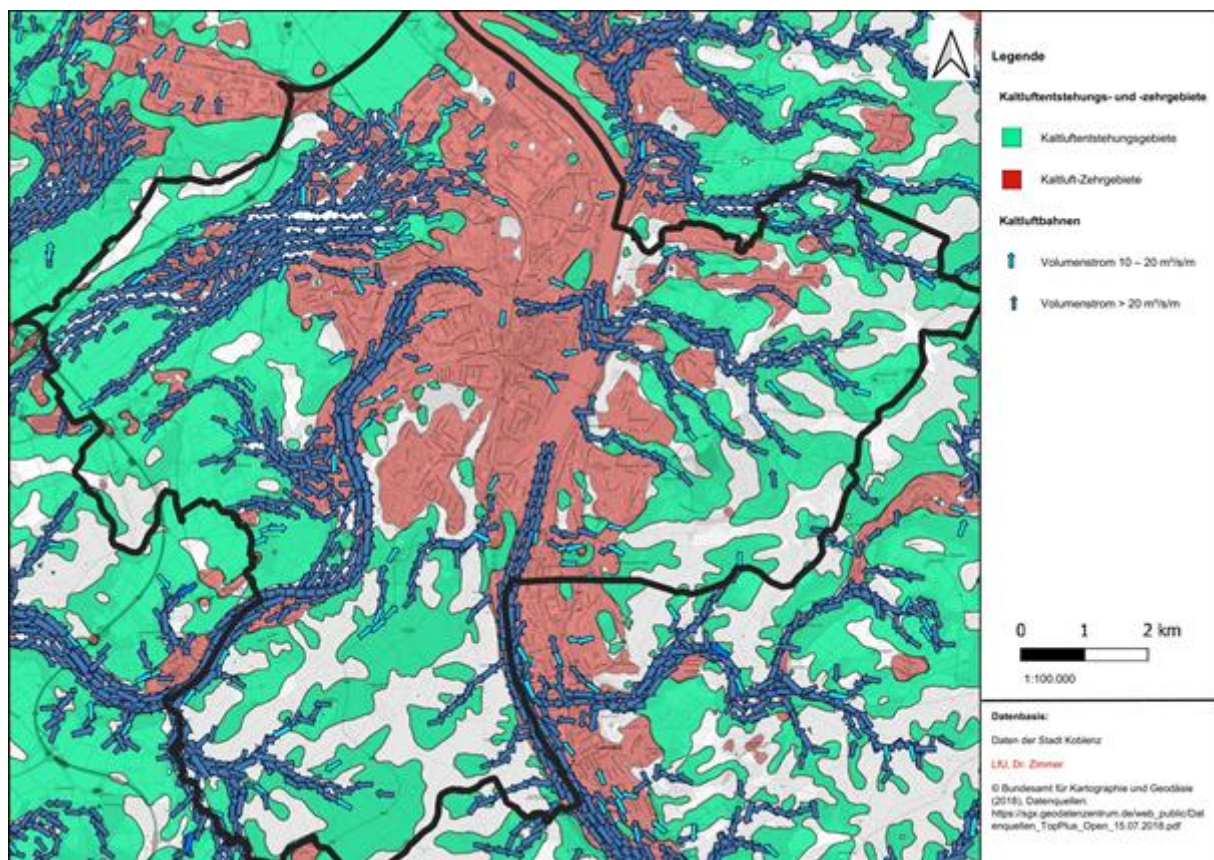 Legende
Kaltluftentstehungs- und -zehrgebiete
Kaltluftentstehungsgebiete
Kaltluft-Zehrgebiete
Kaltluftbahnen
Volumenstrom 10 – 20 m³/s/m
Volumenstrom > 20 m³/s/m
0 1 2 km
1:100.000
Datenbasis:
Daten der Stadt Koblenz
LfU, Dr. Zimmer
© Bundesamt für Kartographie und Geodäsie
(2018), Datenquellen:
https://sgx.geodatenzentrum.de/web_public/Dat
enquellen_TopPlus_Open_15.07.2018.pdf